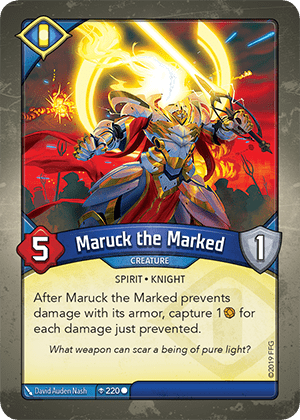 Maruck the Marked
CREATURE
5
1
SPIRIT • KNIGHT
After Maruck the Marked prevents
damage with its armor, capture 1 for
each damage just prevented.
What weapon can scar a being of pure light?
David Auden Nash
220
©2019 FFG